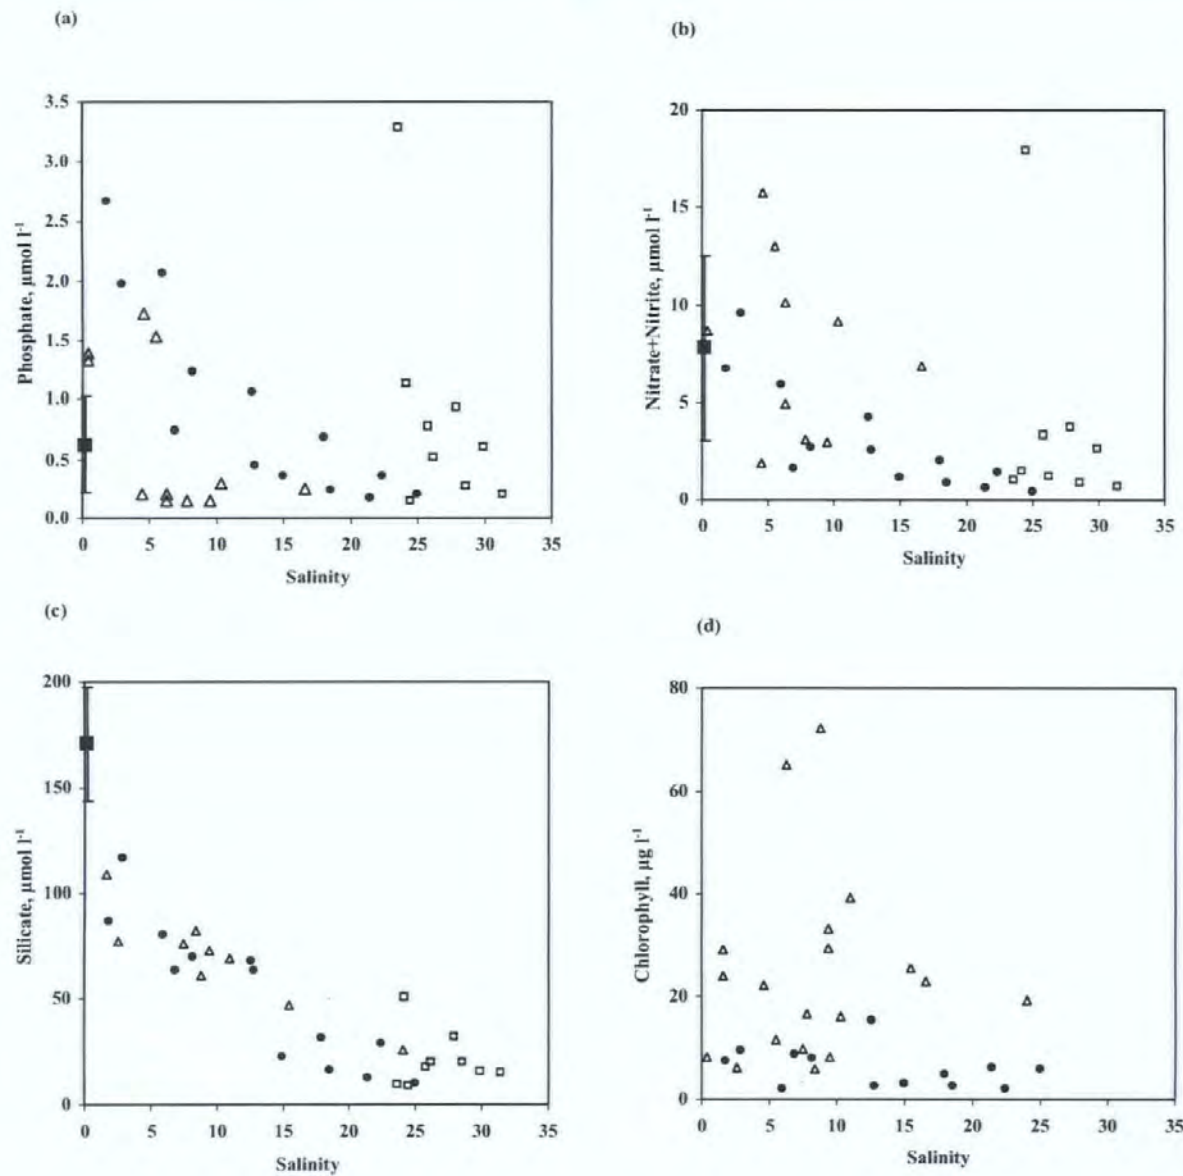 (a)
3.5
3.0
2.5
2.0
1.5
1.0
0.5
0.0
Phosphate, µmol l-1
0 5 10 15 20 25 30 35
Salinity
(b)
20
15
10
5
0
Nitrate+Nitrite, µmol l-1
0 5 10 15 20 25 30 35
Salinity
(c)
200
150
100
50
0
Silicate, µmol l-1
0 5 10 15 20 25 30 35
Salinity
(d)
80
60
40
20
0
Chlorophyll, µg l-1
0 5 10 15 20 25 30 35
Salinity